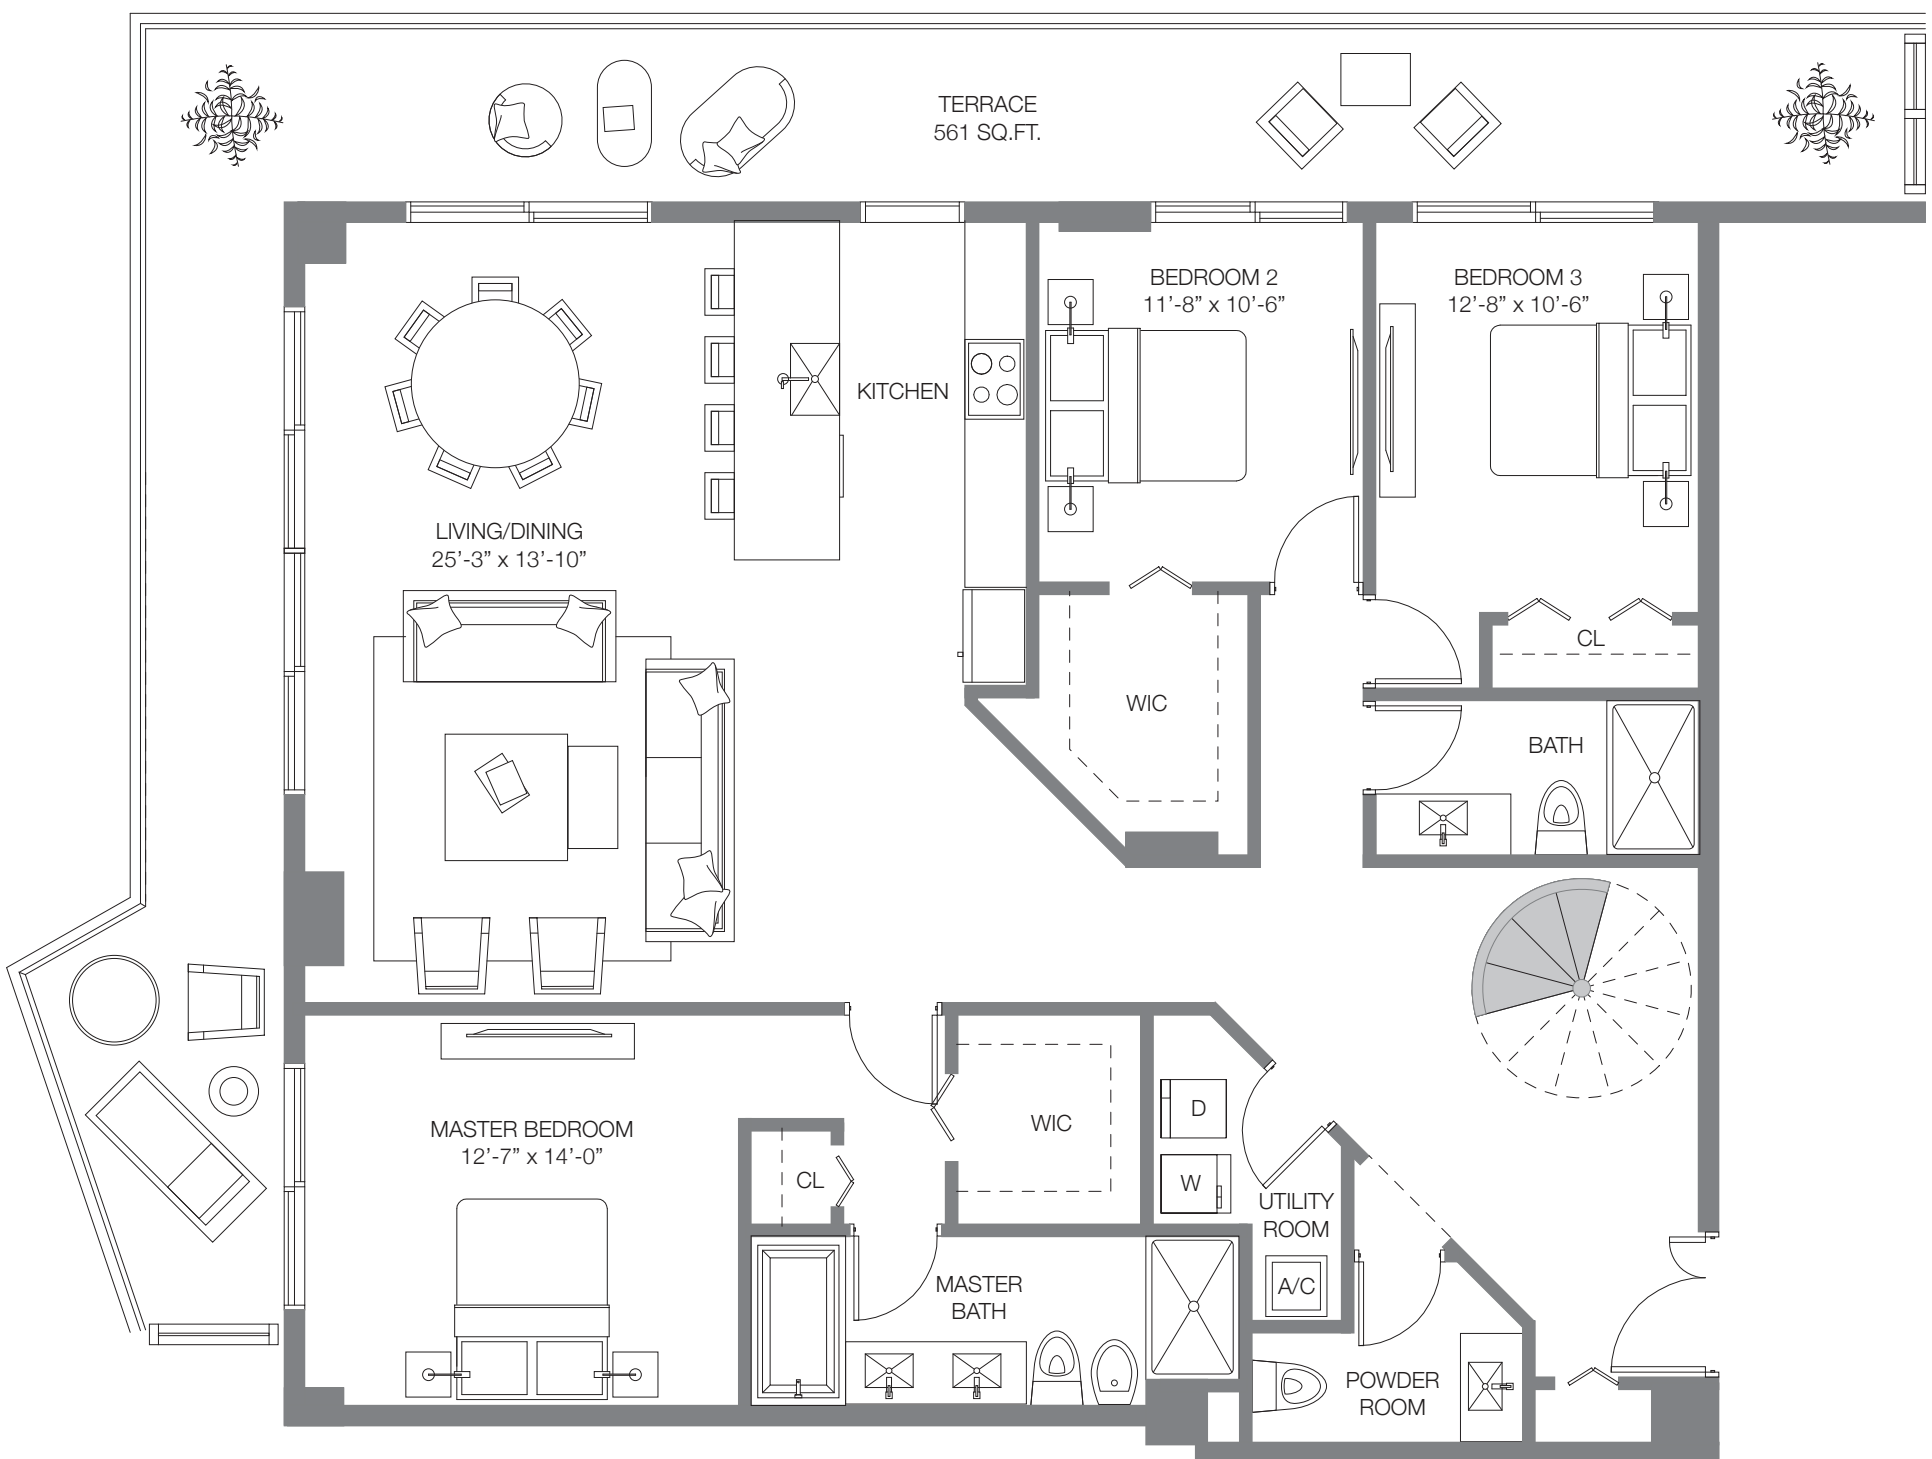 TERRACE
561 SQ.FT.
BEDROOM 2
11’-8” x 10’-6”
BEDROOM 3
12’-8” x 10’-6”
KITCHEN
LIVING/DINING
25’-3” x 13’-10”
CL
WIC
BATH
MASTER BEDROOM
12’-7” x 14’-0”
CL
WIC
D
W
UTILITY
ROOM
A/C
MASTER
BATH
POWDER
ROOM